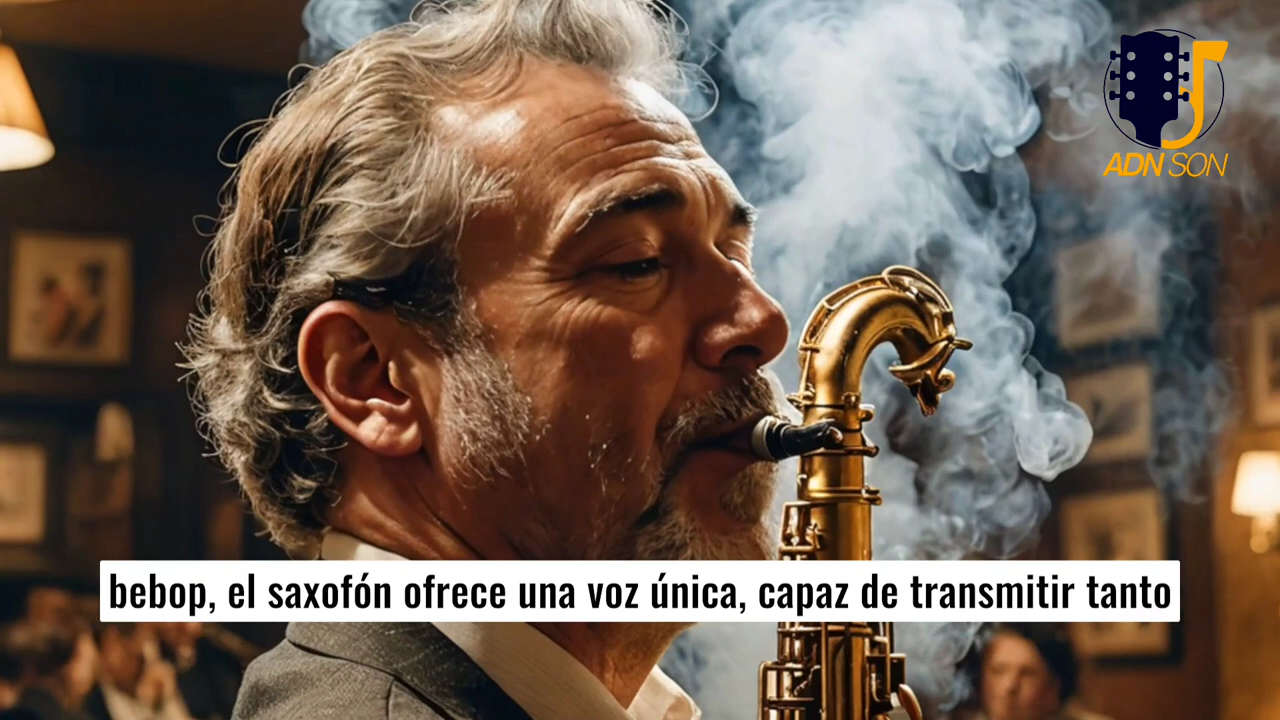 ADN SON
bebop, el saxofón ofrece una voz única, capaz de transmitir tanto